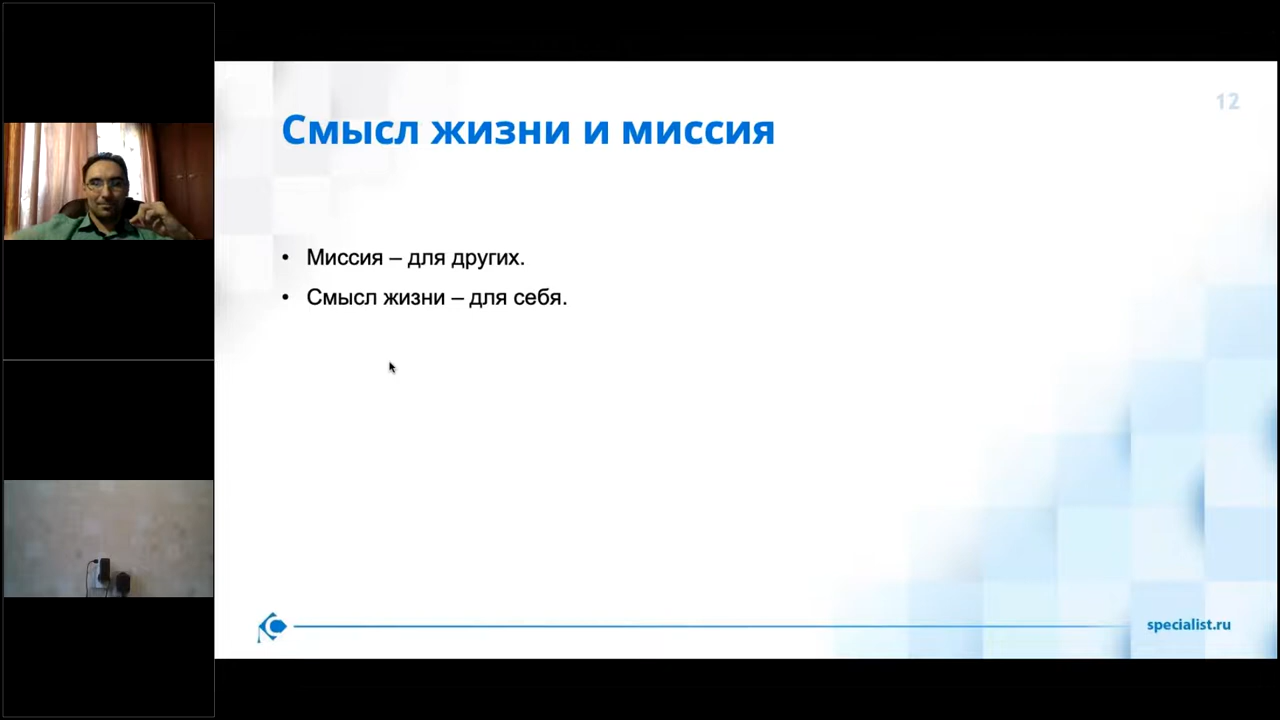 12
Смысл жизни и миссия
• Миссия – для других.
• Смысл жизни – для себя.
specialist.ru